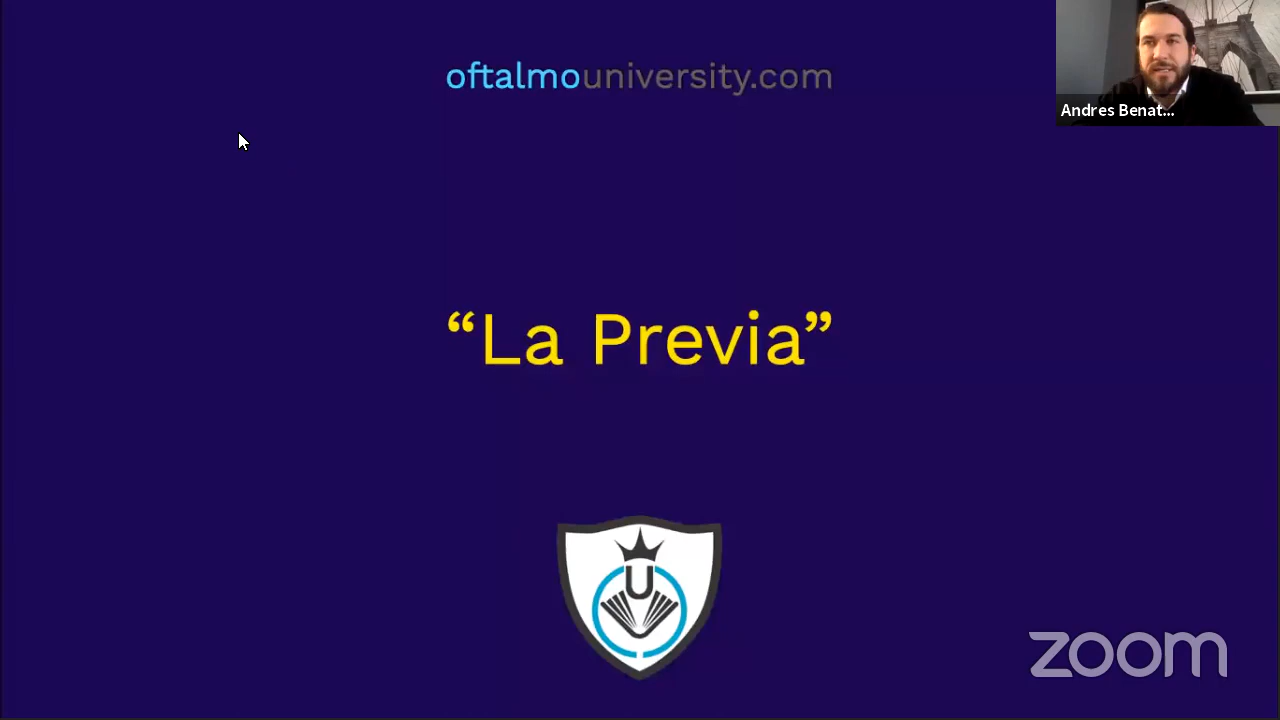 oftalmouniversity.com
Andres Benat...
“La Previa”
U
zoom